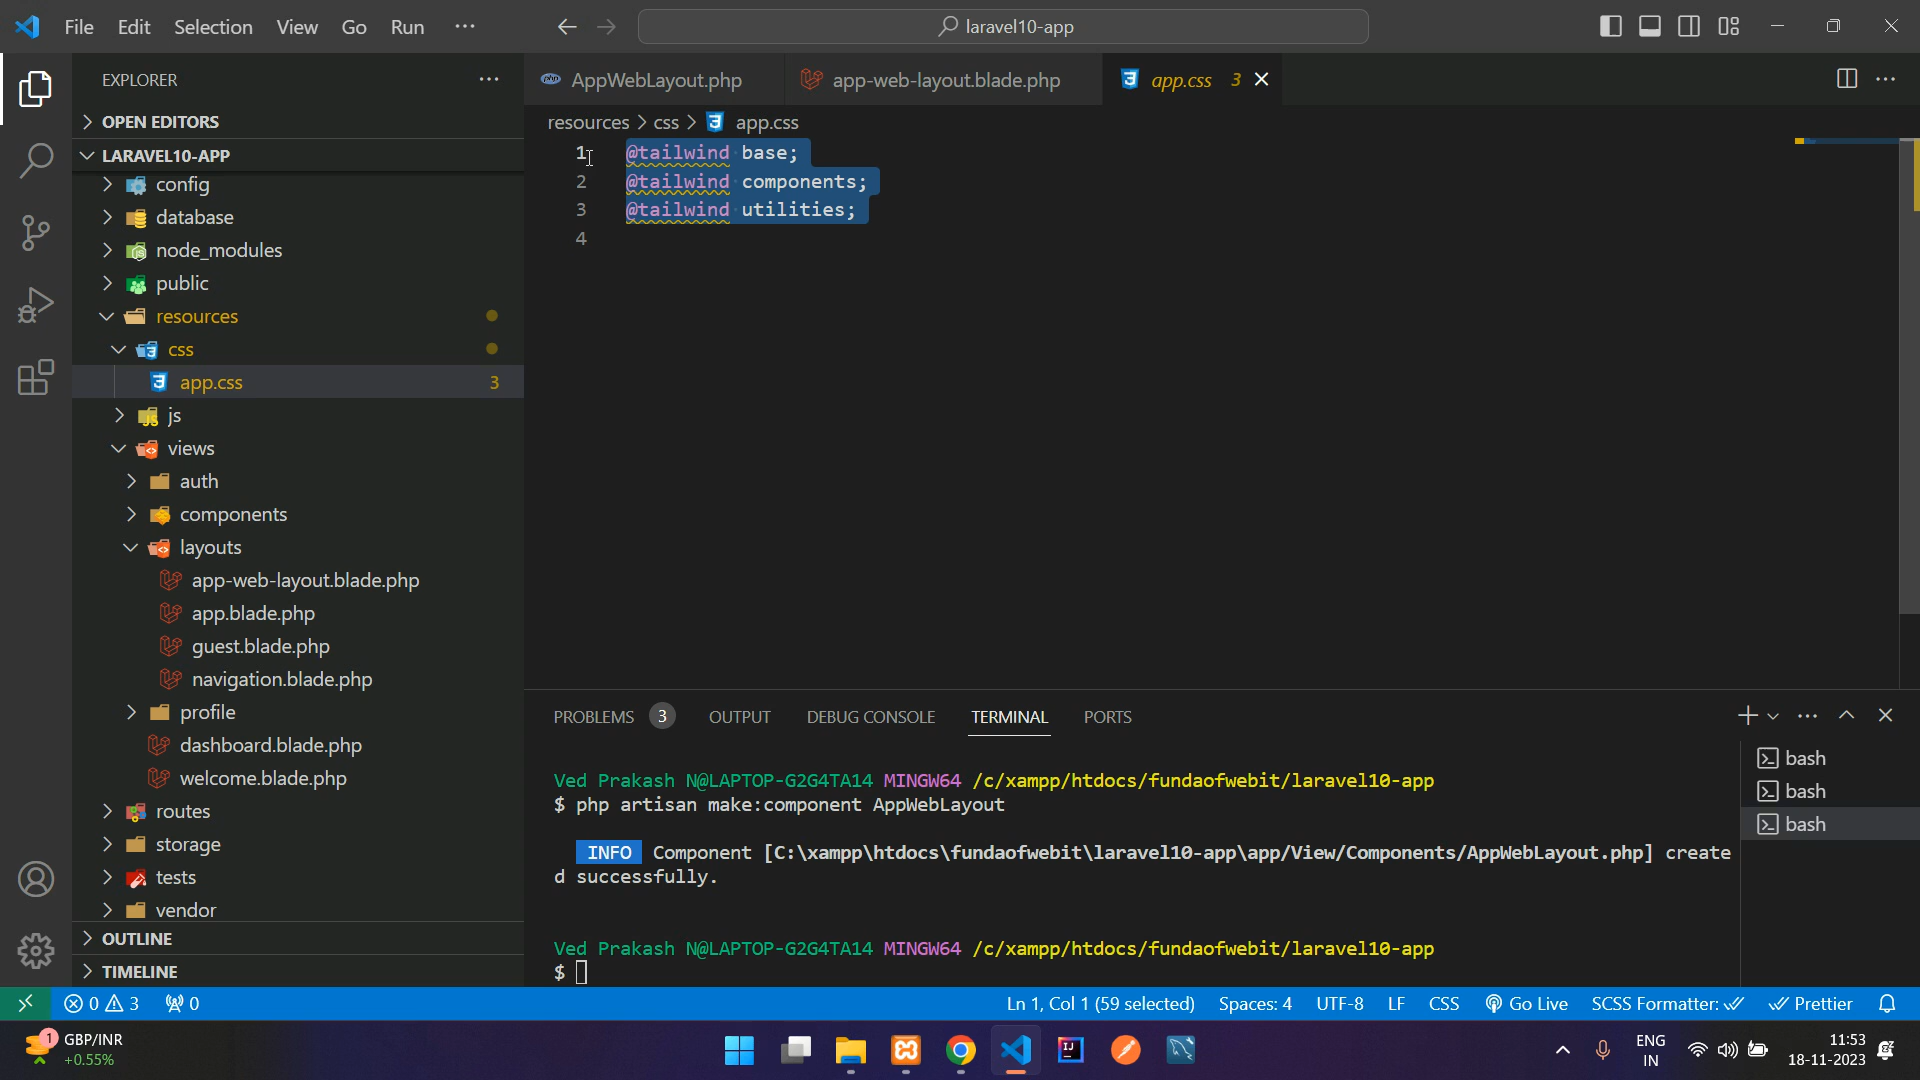 File Edit Selection View Go Run ···
laravel10-app
EXPLORER
OPEN EDITORS
LARAVEL10-APP
config
database
node_modules
public
resources
css
app.css 3
js
views
auth
components
layouts
app-web-layout.blade.php
app.blade.php
guest.blade.php
navigation.blade.php
profile
dashboard.blade.php
welcome.blade.php
routes
storage
tests
vendor
OUTLINE
TIMELINE
AppWebLayout.php app-web-layout.blade.php app.css 3
resources > css > app.css
1 @tailwind base;
2 @tailwind components;
3 @tailwind utilities;
4
PROBLEMS 3 OUTPUT DEBUG CONSOLE TERMINAL PORTS
Ved Prakash N@LAPTOP-G2G4TA14 MINGW64 /c/xampp/htdocs/fundaofwebit/laravel10-app
$ php artisan make:component AppWebLayout
INFO Component [C:\xampp\htdocs\fundaofwebit\laravel10-app\app/View/Components/AppWebLayout.php] create
d successfully.
Ved Prakash N@LAPTOP-G2G4TA14 MINGW64 /c/xampp/htdocs/fundaofwebit/laravel10-app
$
bash
bash
bash
0 3 0 Ln 1, Col 1 (59 selected) Spaces: 4 UTF-8 LF CSS Go Live SCSS Formatter: Prettier
1 GBP/INR
+0.55%
ENG
IN
11:53
18-11-2023